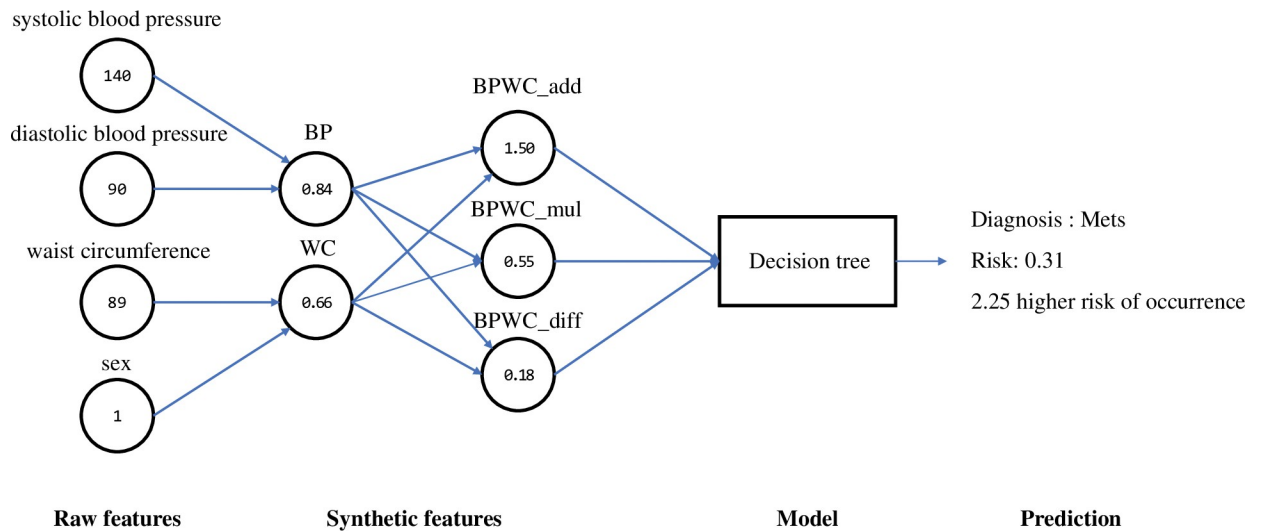 systolic blood pressure
140
diastolic blood pressure
90
waist circumference
89
sex
1
BP
0.84
WC
0.66
BPWC_add
1.50
BPWC_mul
0.55
BPWC_diff
0.18
Decision tree
Diagnosis : Mets
Risk: 0.31
2.25 higher risk of occurrence
Raw features
Synthetic features
Model
Prediction